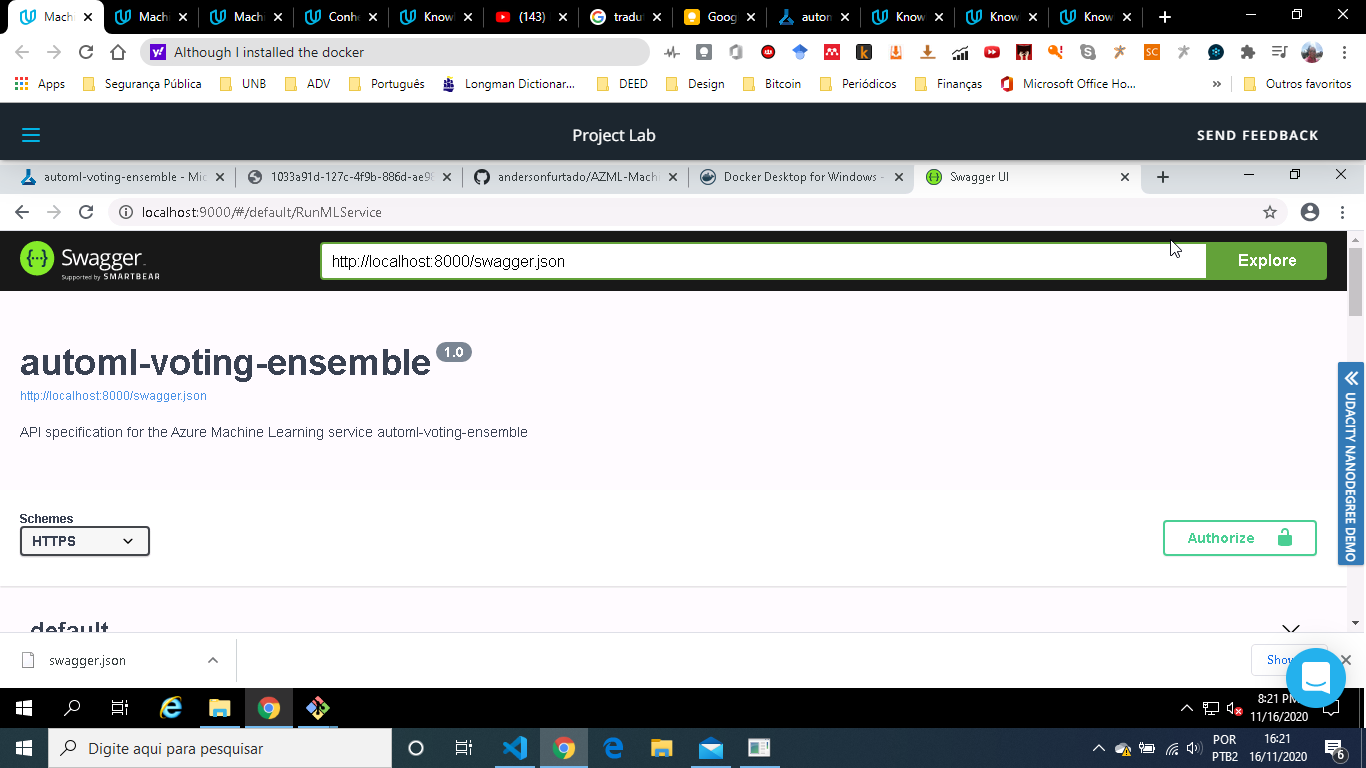 Mach
Mach
Mach
Conh
Knowl
(143)
tradut
Goog
autom
Know
Know
Know
Although I installed the docker
Apps
Segurança Pública
UNB
ADV
Português
Longman Dictionar...
DEED
Design
Bitcoin
Periódicos
Finanças
Microsoft Office Ho...
»
Outros favoritos
Project Lab
SEND FEEDBACK
automl-voting-ensemble - Mic
1033a91d-127c-4f9b-886d-ae98
andersonfurtado/AZML-Mach
Docker Desktop for Windows -
Swagger UI
localhost:9000/#/default/RunMLService
Swagger
Supported by SMARTBEAR
http://localhost:8000/swagger.json
Explore
automl-voting-ensemble 1.0
http://localhost:8000/swagger.json
API specification for the Azure Machine Learning service automl-voting-ensemble
UDACITY NANODEGREE DEMO
Schemes
HTTPS
Authorize
default
swagger.json
Show
8:21 PM
11/16/2020
Digite aqui para pesquisar
POR
PTB2
16:21
16/11/2020
6